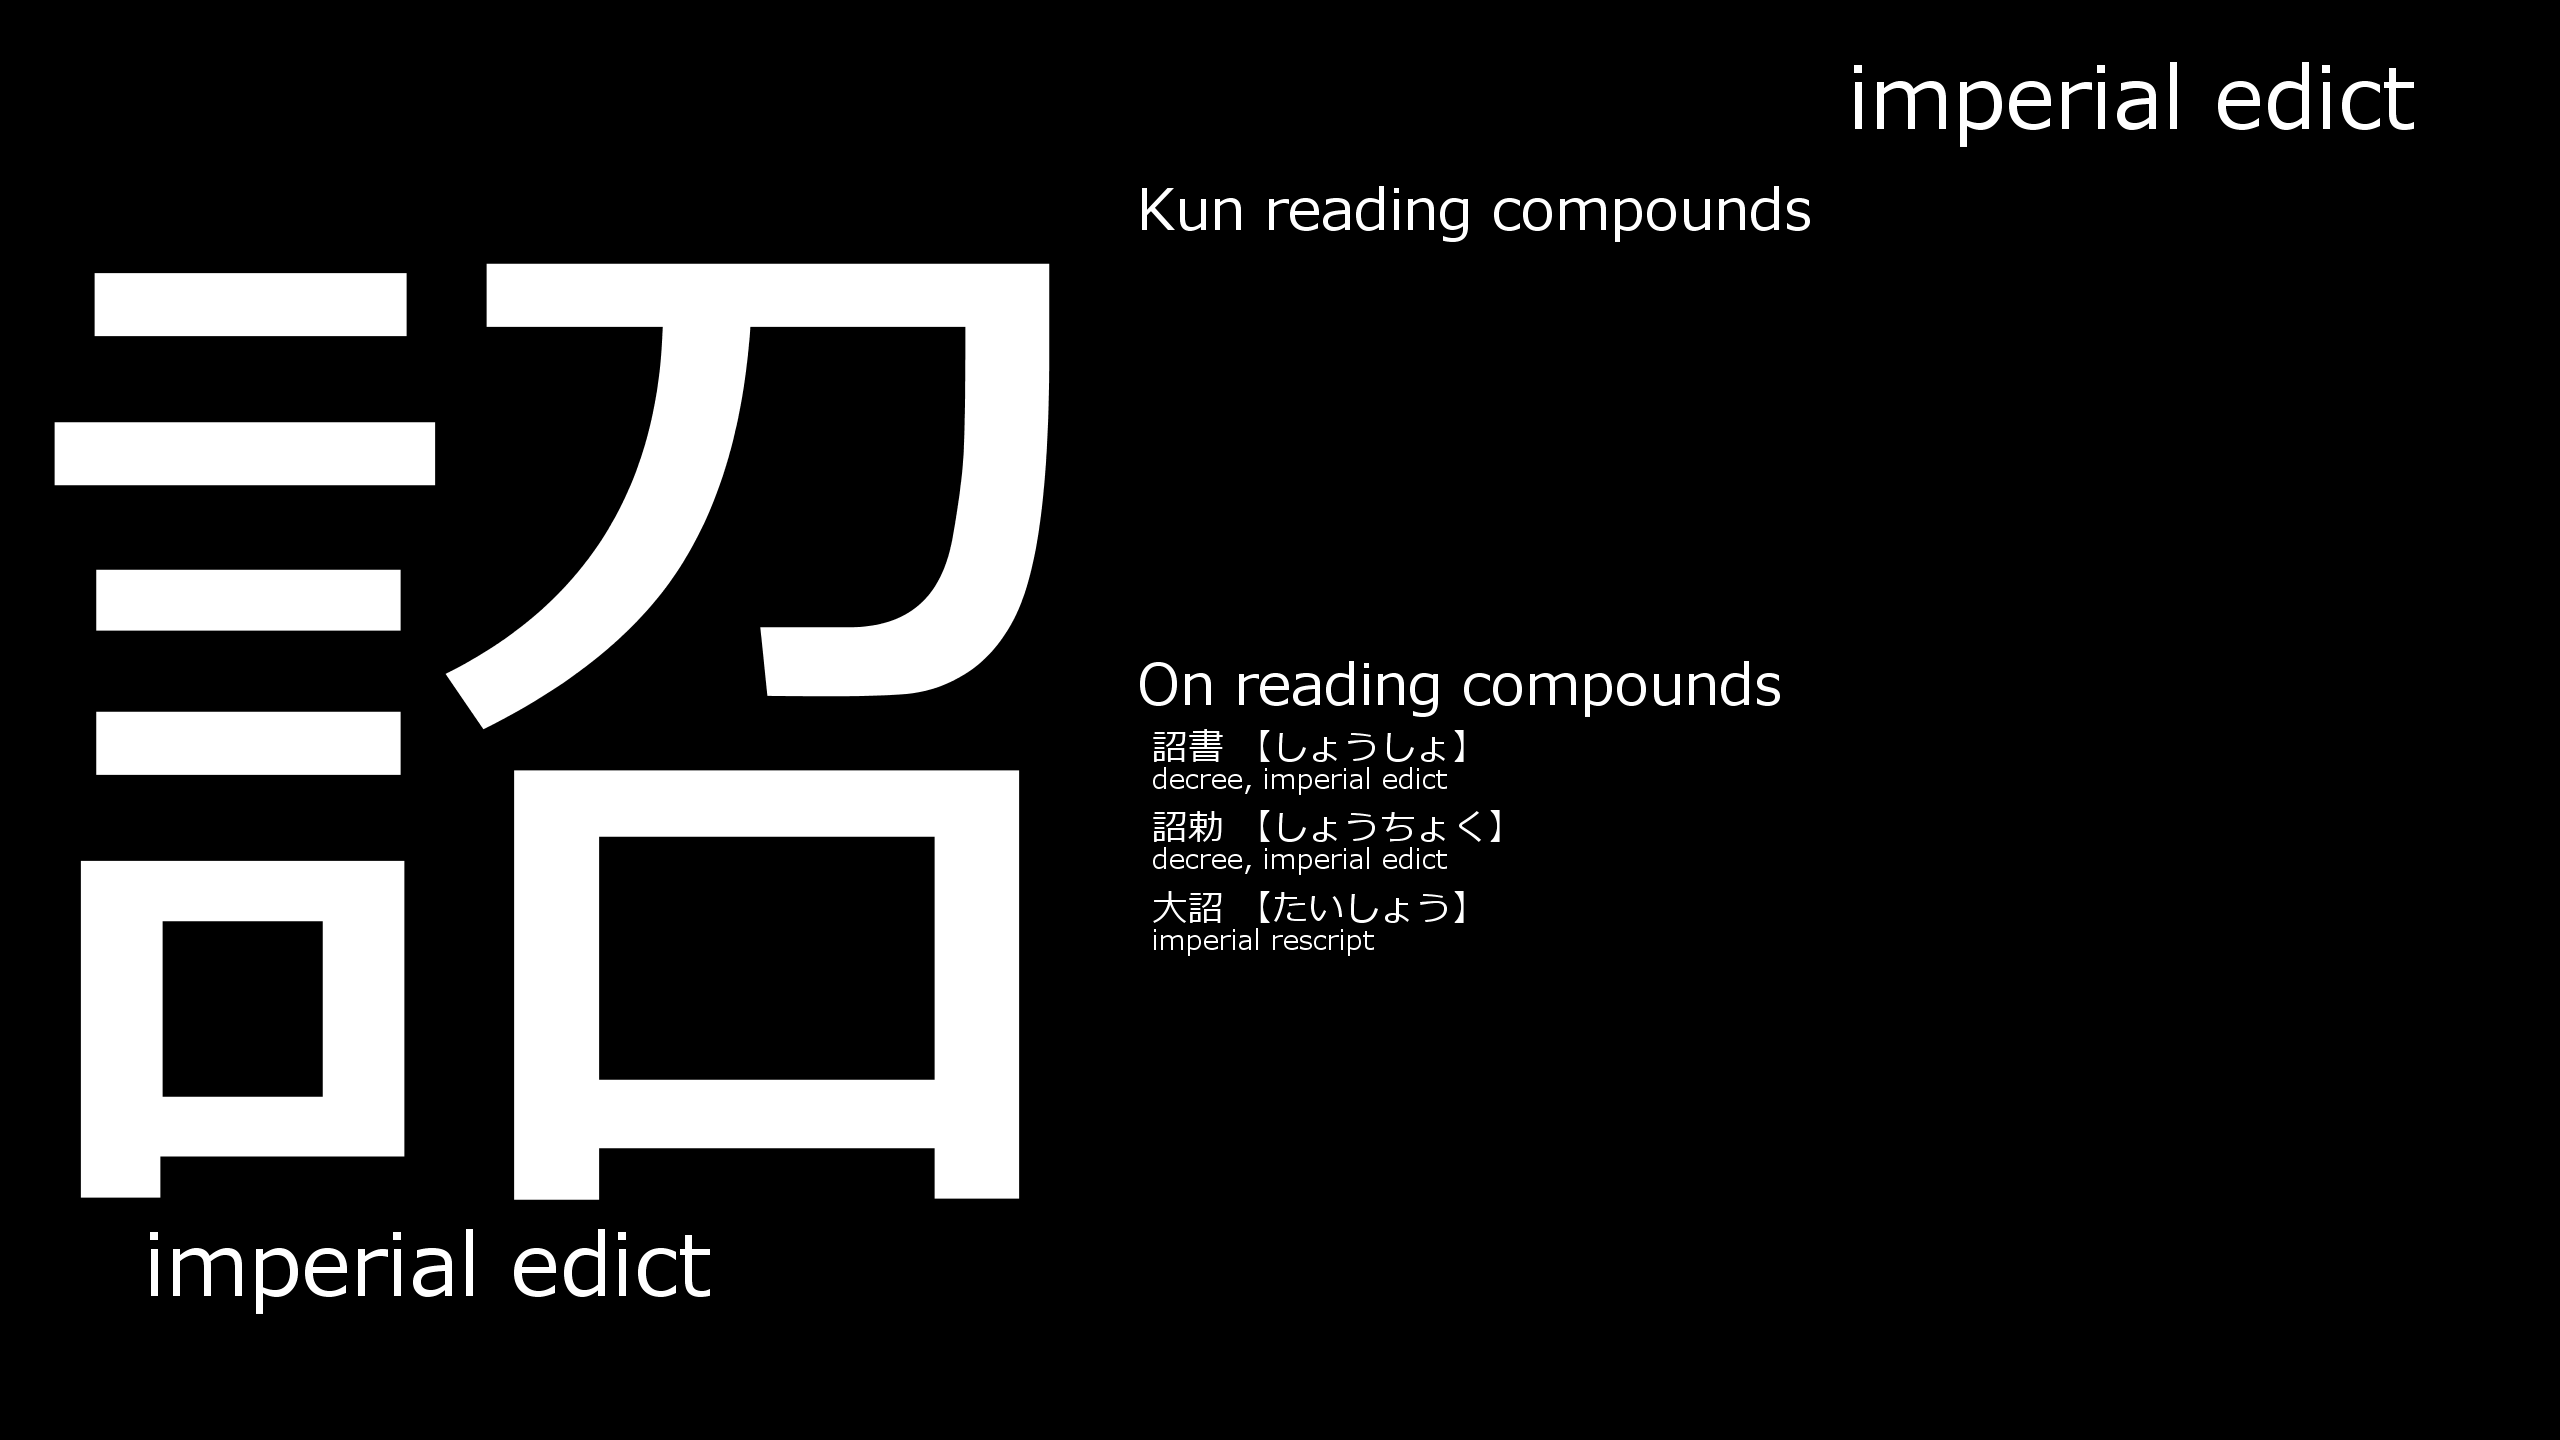 imperial edict
詔
imperial edict
Kun reading compounds
On reading compounds
詔書 【しょうしょ】
decree, imperial edict
詔勅 【しょうちょく】
decree, imperial edict
大詔 【たいしょう】
imperial rescript